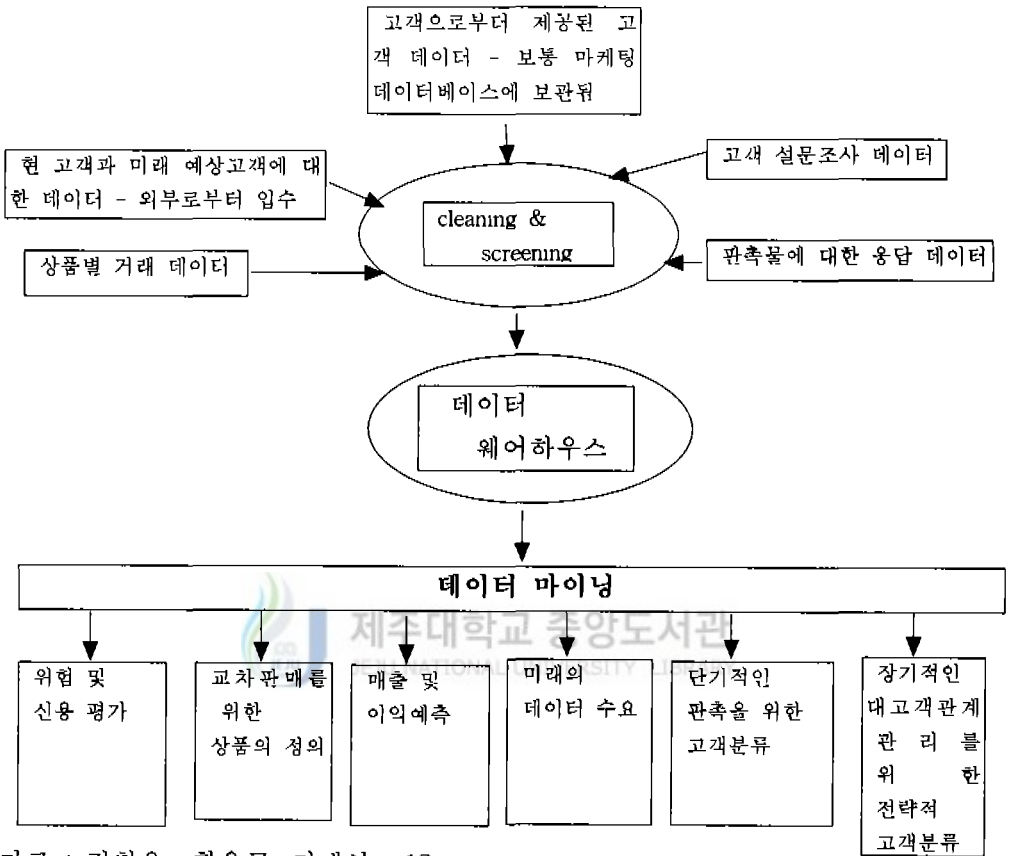 고객으로부터 제공된 고
객 데이터 - 보통 마케팅
데이터베이스에 보관됨
현 고객과 미래 예상고객에 대
한 데이터 - 외부로부터 입수
고객 설문조사 데이터
cleaning &
screening
상품별 거래 데이터
판촉물에 대한 응답 데이터
데이터
웨어하우스
데이터 마이닝
제주대학교 중앙도서관
JEJU NATIONAL UNIVERSITY LIBRARY
위험 및
신용 평가
교차판매를
위한
상품의 정의
매출 및
이익예측
미래의
데이터 수요
단기적인
판촉을 위한
고객분류
장기적인
대고객관계
관 리 를
위 한
전략적
고객분류